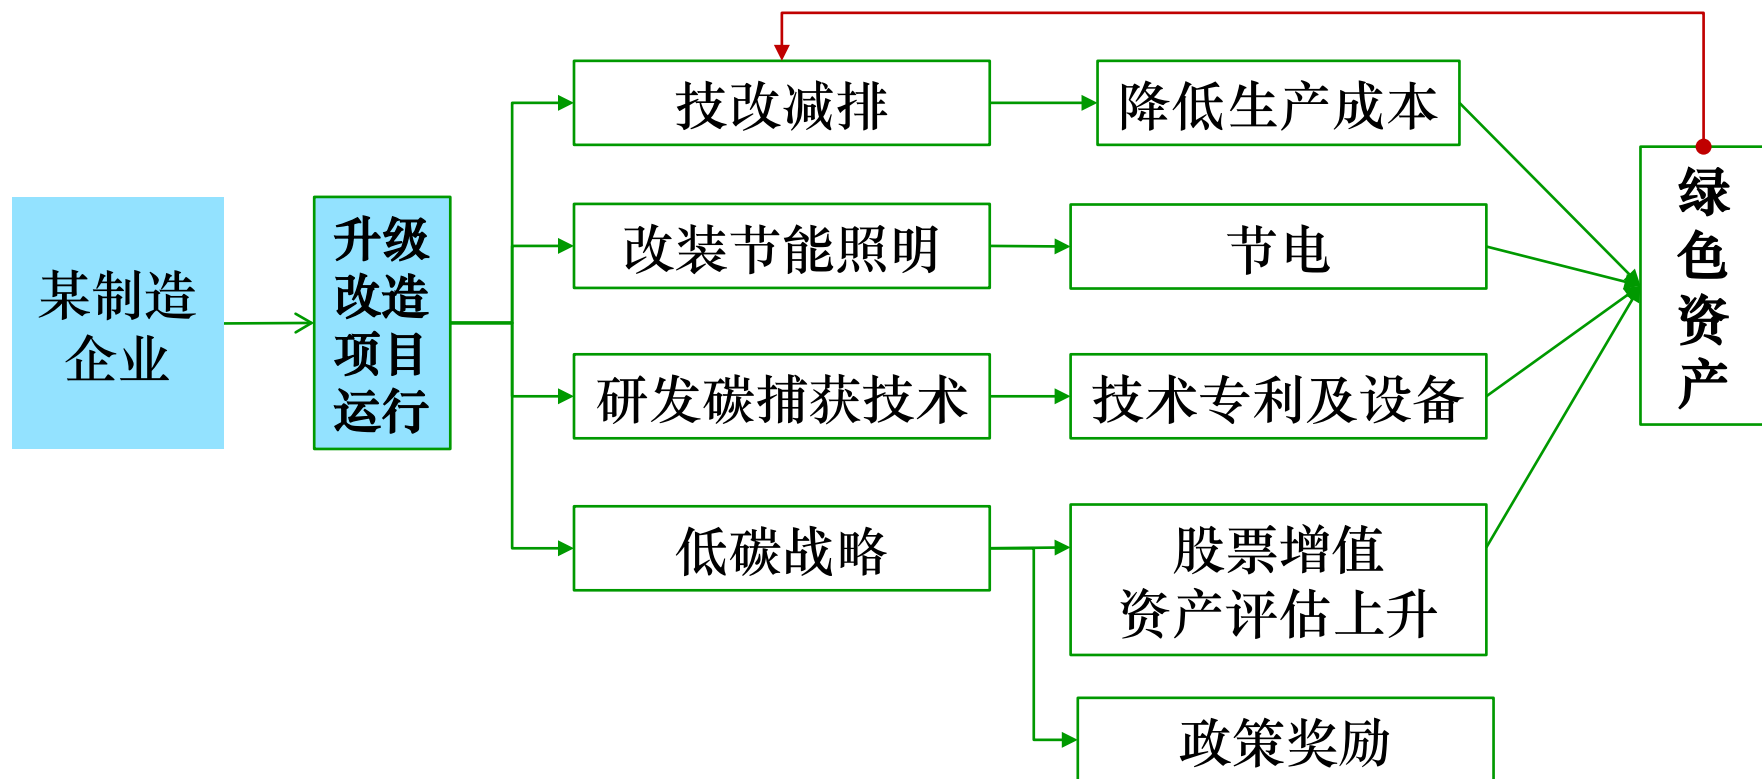 某制造
企业
升级
改造
项目
运行
技改减排
降低生产成本
改装节能照明
节电
研发碳捕获技术
技术专利及设备
低碳战略
股票增值
资产评估上升
政策奖励
绿
色
资
产